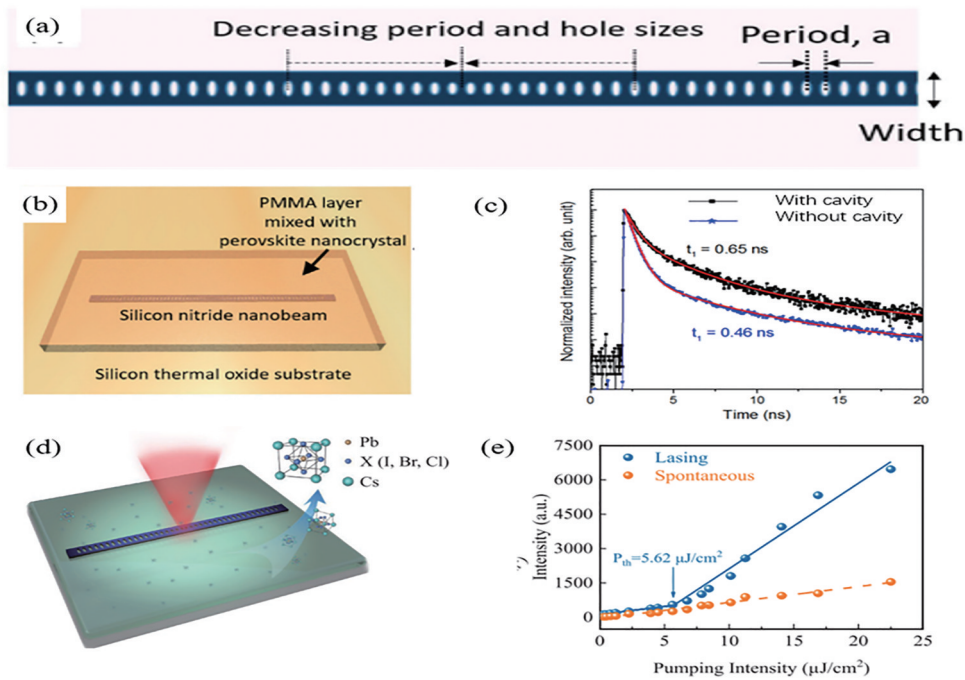 (a)
Decreasing period and hole sizes
Period, a
Width
(b)
PMMA layer
mixed with
perovskite nanocrystal
Silicon nitride nanobeam
Silicon thermal oxide substrate
(c)
With cavity
Without cavity
t1 = 0.65 ns
t1 = 0.46 ns
Normalized intensity (arb. unit)
0 5 10 15 20
Time (ns)
(d)
Pb
X (I, Br, Cl)
Cs
(e)
7500
6000
4500
3000
1500
0
Lasing
Spontaneous
Pth=5.62 μJ/cm2
Intensity (a.u.)
0 5 10 15 20 25
Pumping Intensity (μJ/cm2)